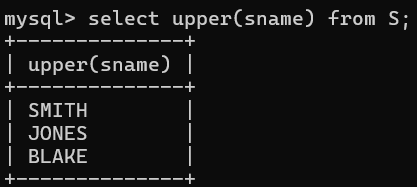 mysql> select upper(sname) from S;
+--------------+
| upper(sname) |
+--------------+
| SMITH        |
| JONES        |
| BLAKE        |
+--------------+